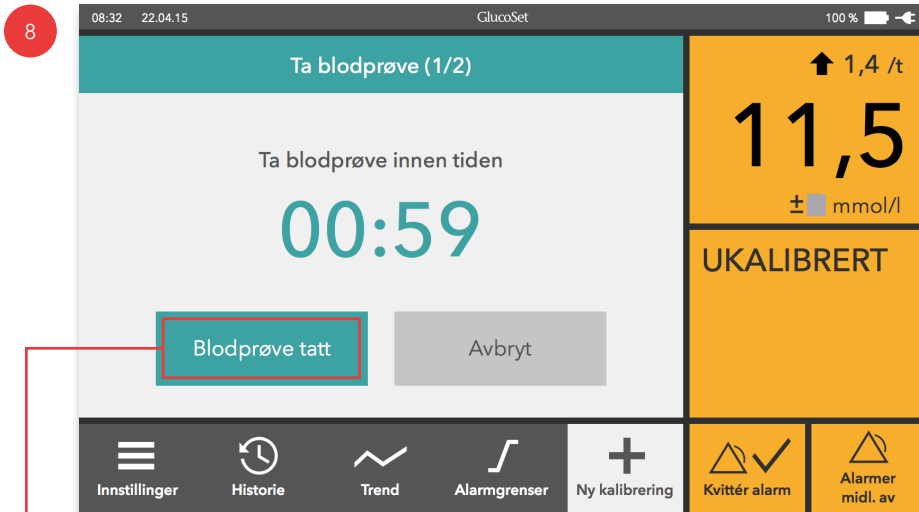 8
08:32 22.04.15 GlucoSet 100 %
Ta blodprøve (1/2)
Ta blodprøve innen tiden
00:59
Blodprøve tatt
Avbryt
1,4 /t
11,5
± mmol/l
UKALIBRERT
Innstillinger
Historie
Trend
Alarmgrenser
Ny kalibrering
Kvittér alarm
Alarmer
midl. av